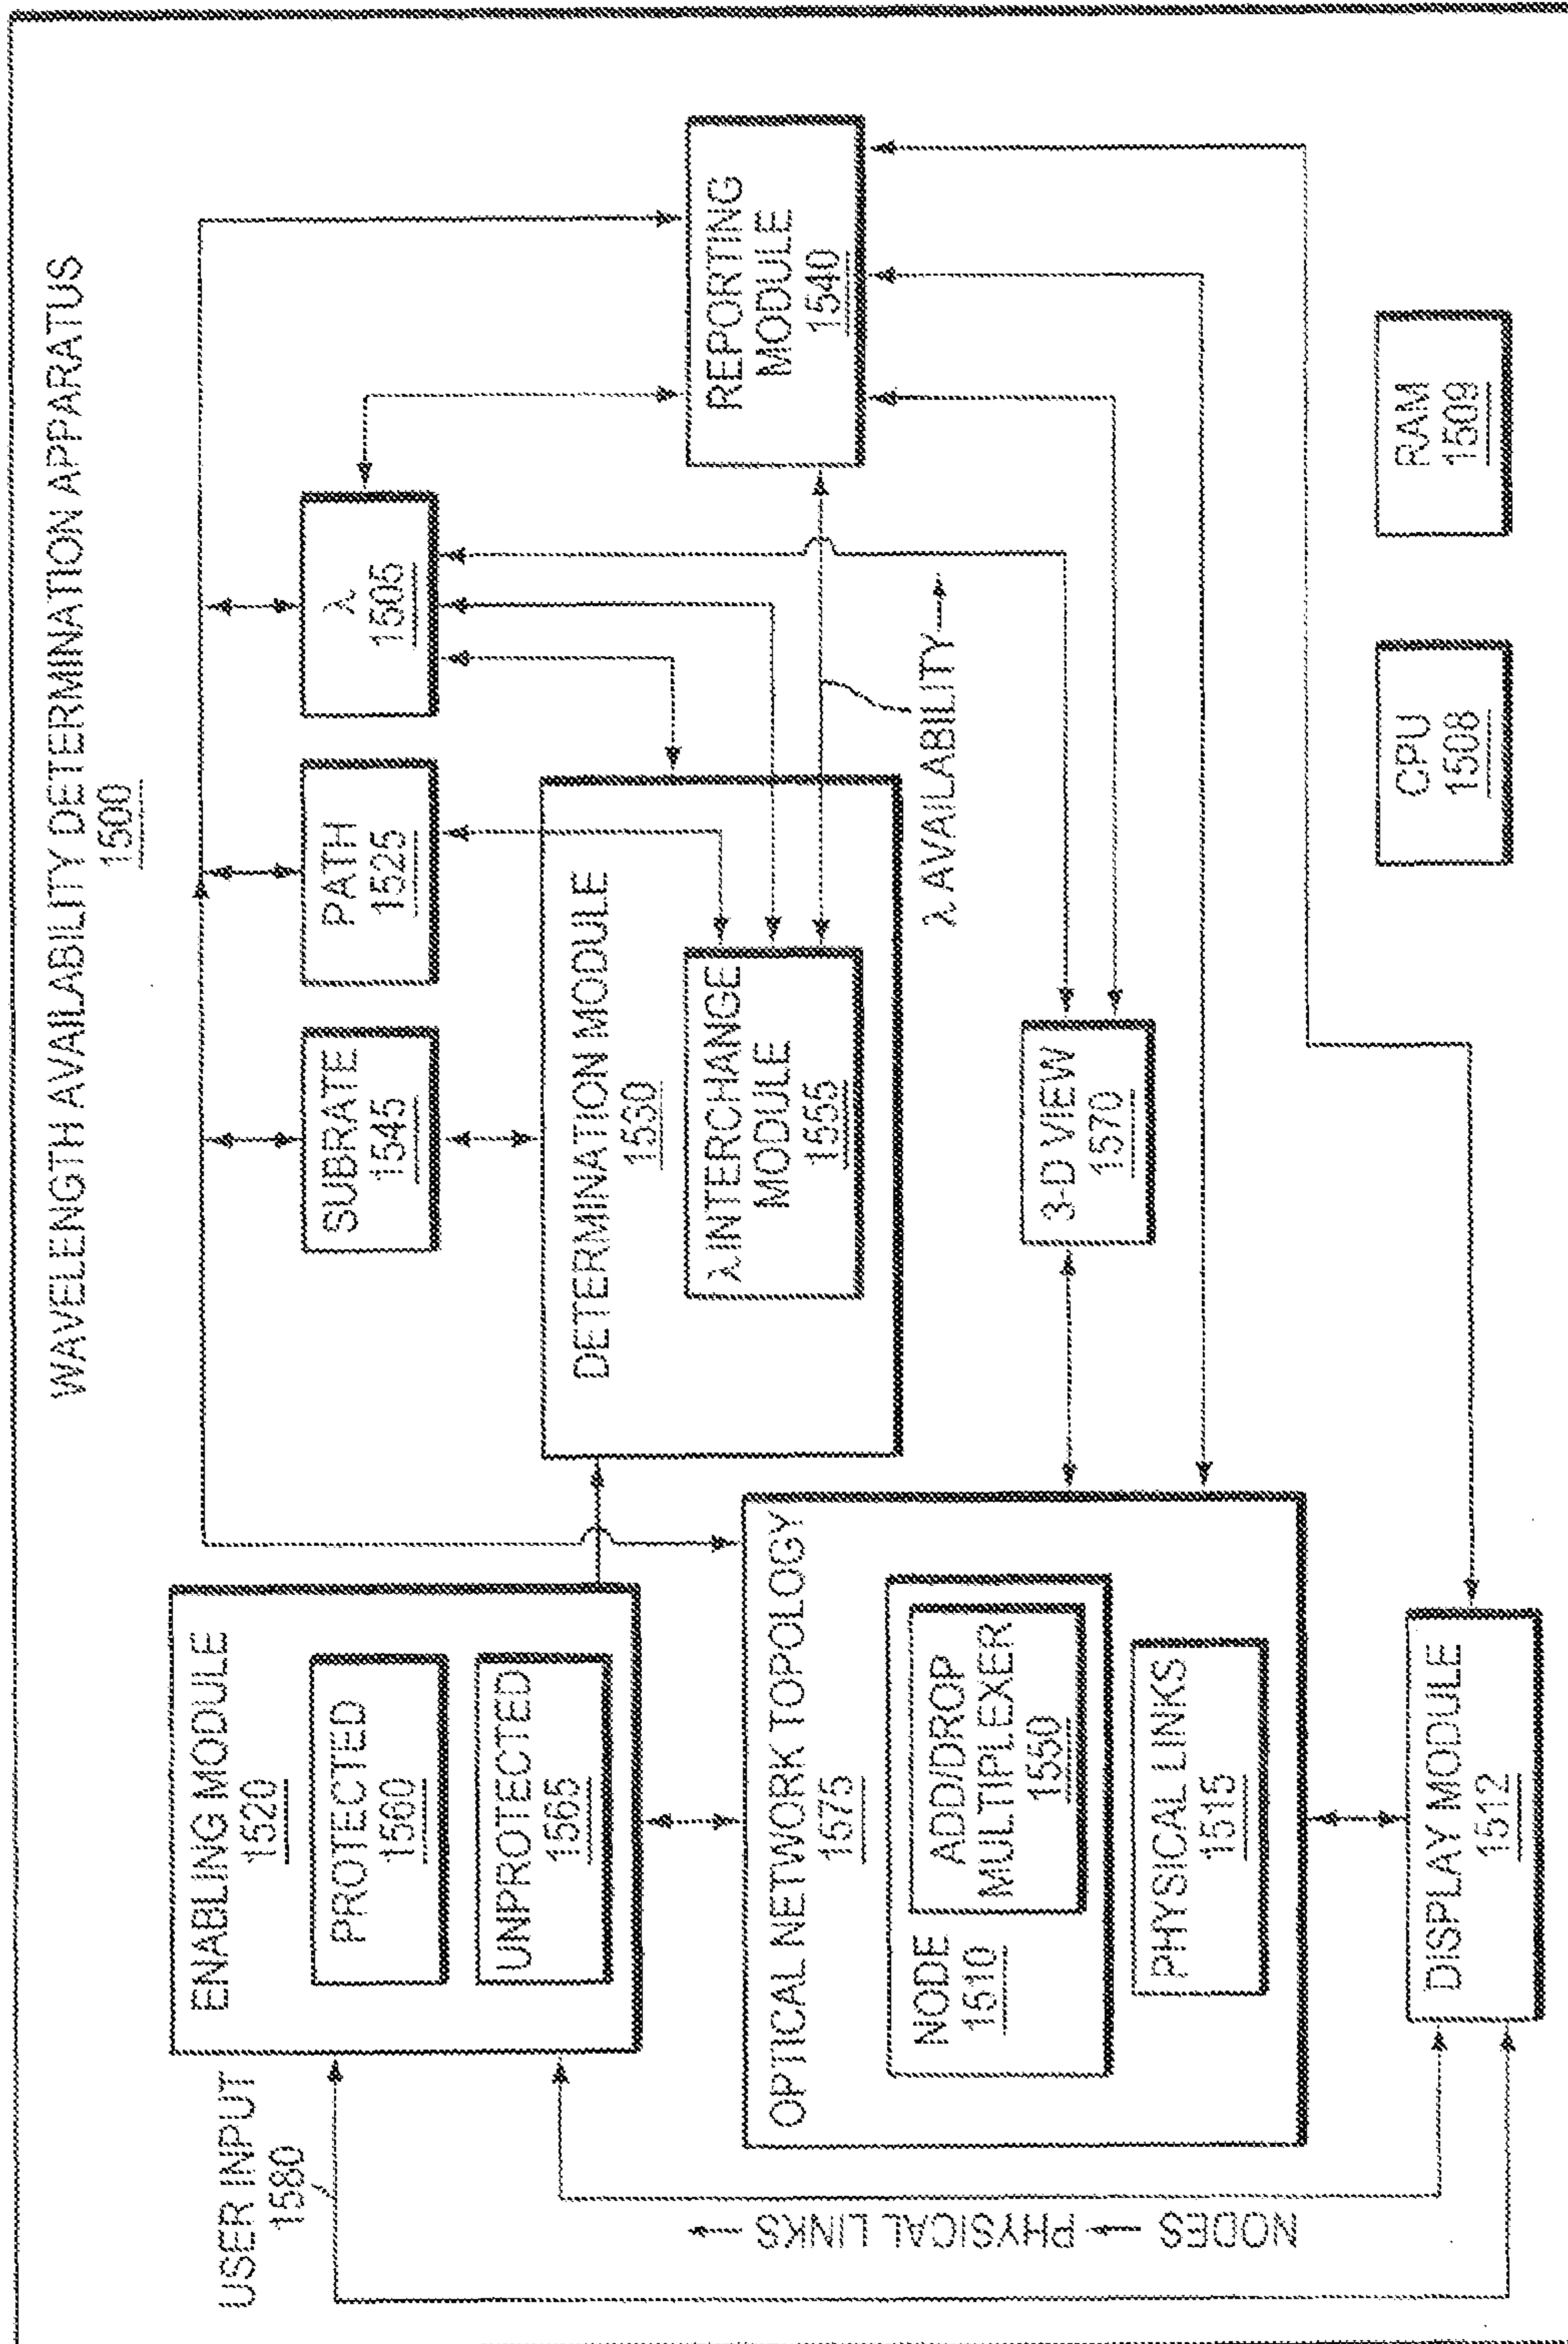 WAVELENGTH AVAILABILITY DETERMINATION APPARATUS
1500
USER INPUT
1580
ENABLING MODULE
1520
PROTECTED
1560
UNPROTECTED
1565
SUBRATE
1545
PATH
1525
λ
1505
DETERMINATION MODULE
1530
λ INTERCHANGE
MODULE
1555
REPORTING
MODULE
1540
λ AVAILABILITY
OPTICAL NETWORK TOPOLOGY
1575
NODE
1510
ADD/DROP
MULTIPLEXER
1550
PHYSICAL LINKS
1515
3-D VIEW
1570
NODES
PHYSICAL LINKS
DISPLAY MODULE
1512
CPU
1508
RAM
1509